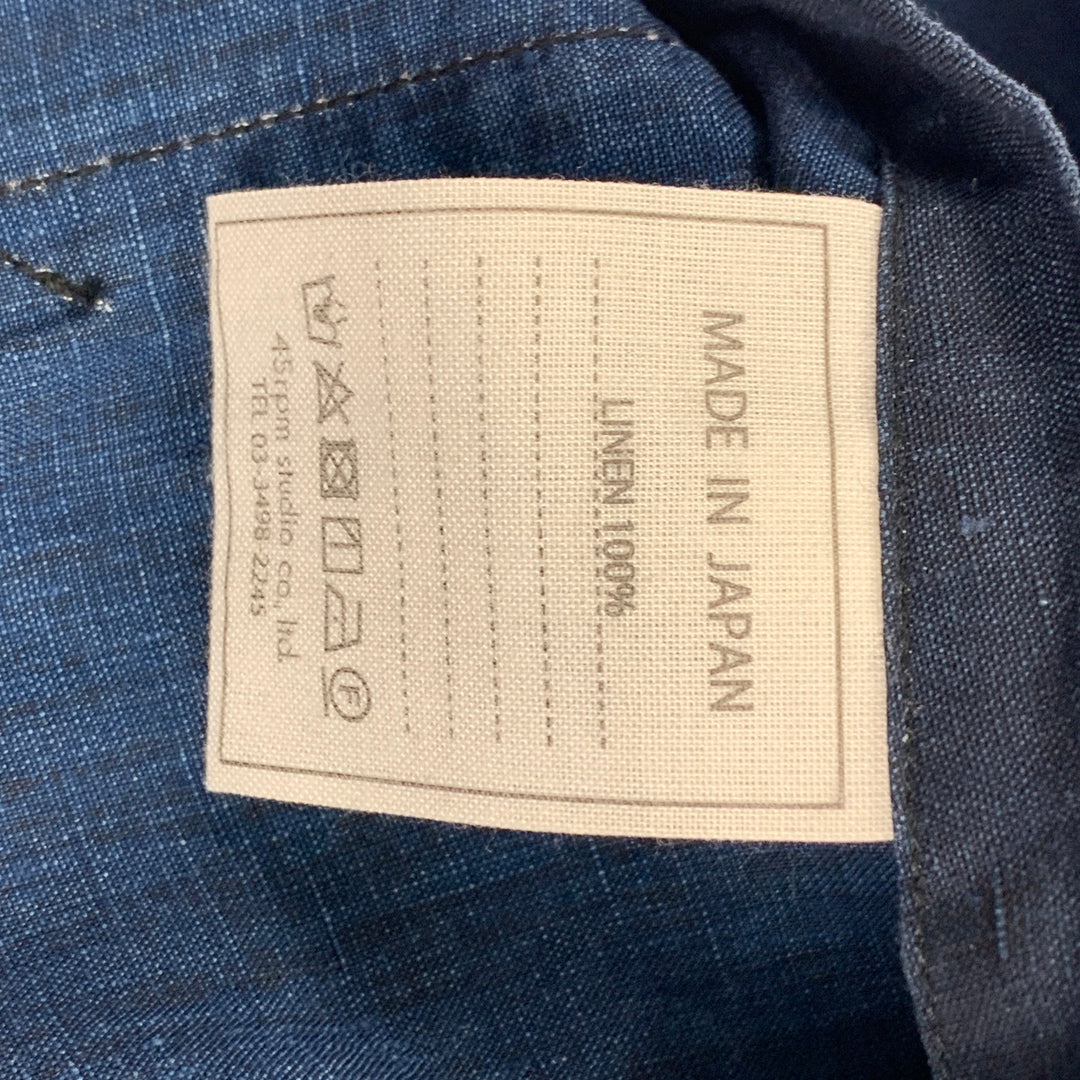 MADE IN JAPAN
LINEN 100%
F
45rpm studio co., ltd.
TEL 03-3498 2245